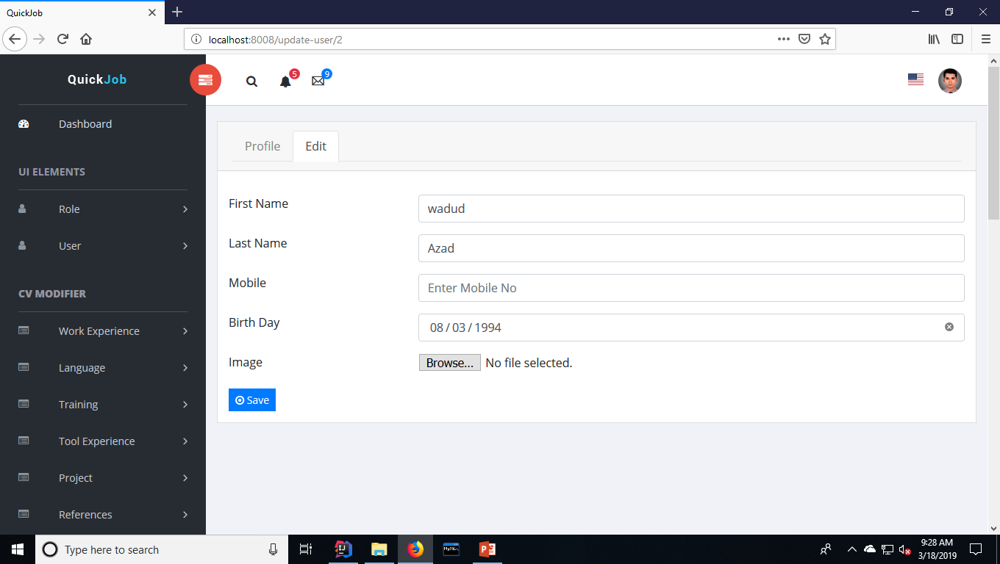 QuickJob
localhost:8008/update-user/2
QuickJob
5
9
Dashboard
UI ELEMENTS
Role
User
CV MODIFIER
Work Experience
Language
Training
Tool Experience
Project
References
Profile
Edit
First Name
wadud
Last Name
Azad
Mobile
Enter Mobile No
Birth Day
08 / 03 / 1994
Image
Browse... No file selected.
Save
Type here to search
IJ
MySQL
P
9:28 AM
3/18/2019